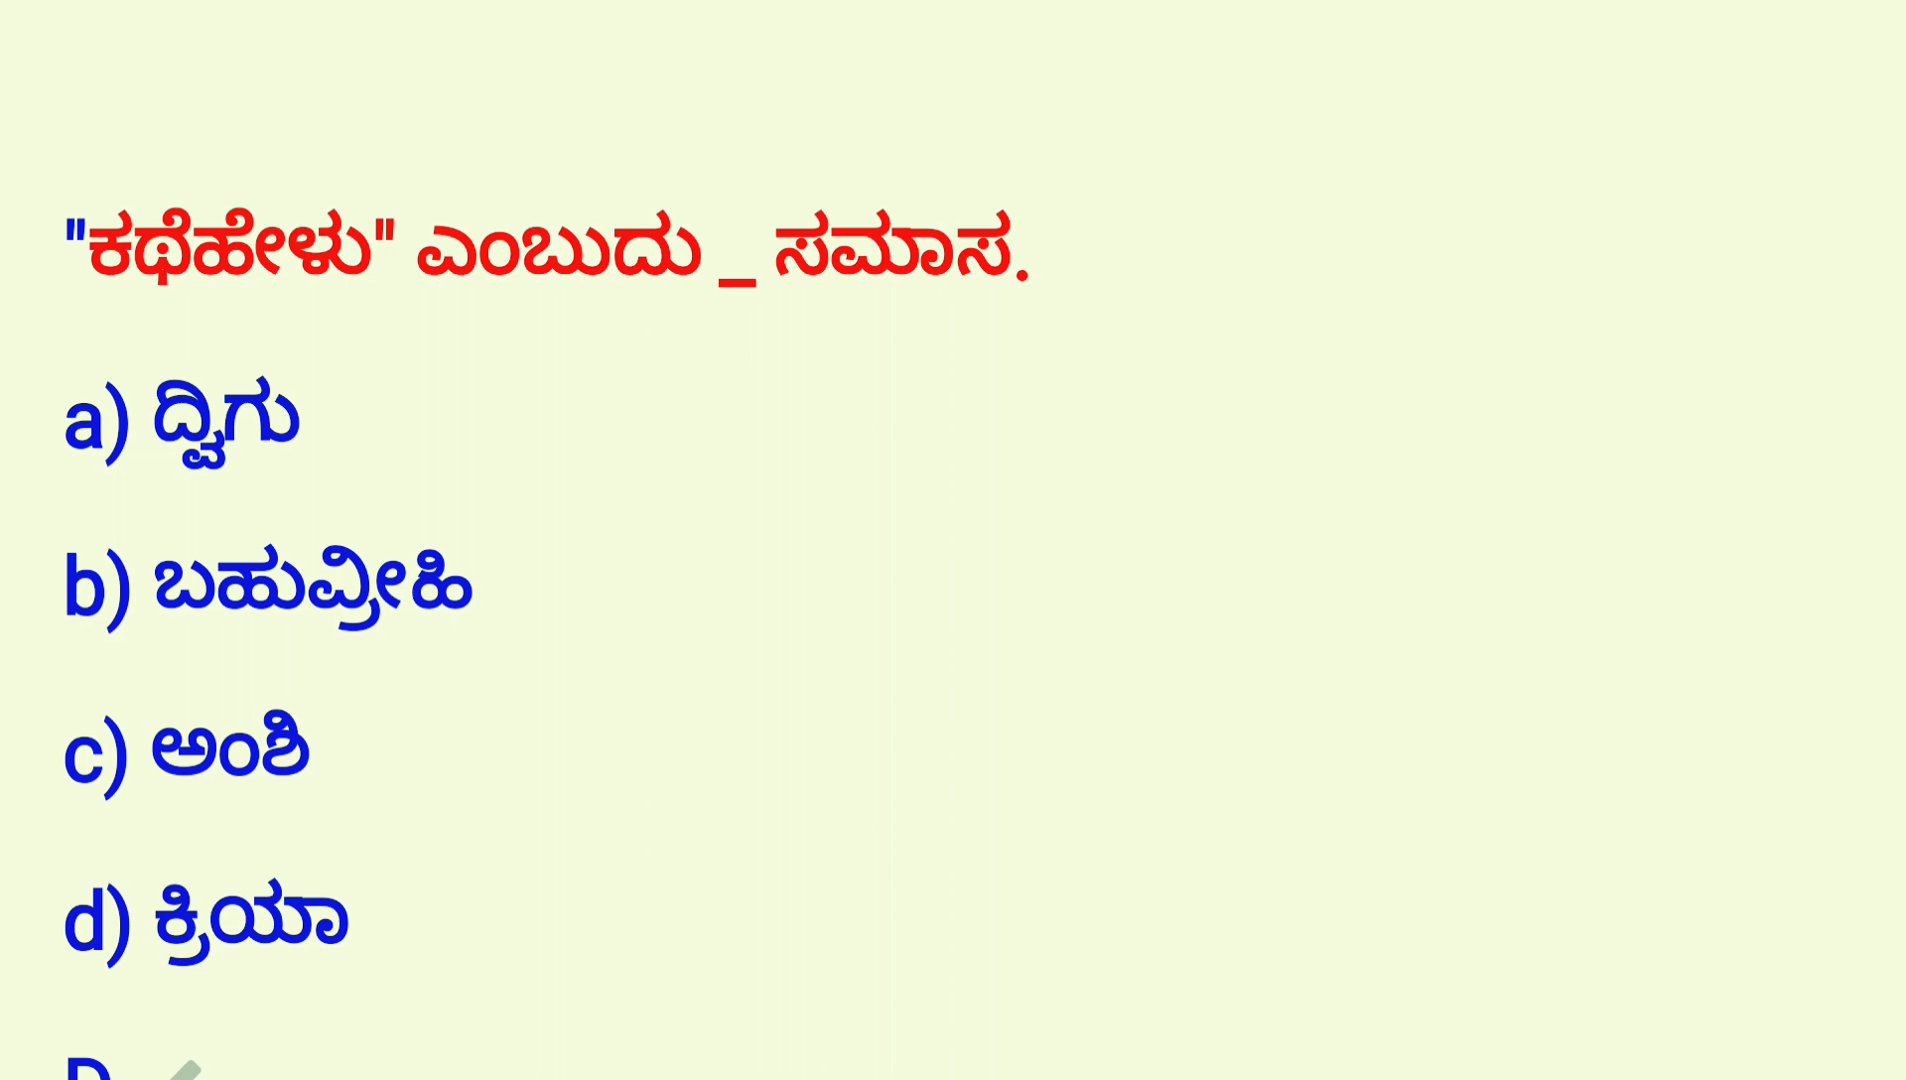 "ಕಥೆಹೇಳು" ಎಂಬುದು _ ಸಮಾಸ.
a) ದ್ವಿಗು
b) ಬಹುವ್ರೀಹಿ
c) ಅಂಶಿ
d) ಕ್ರಿಯಾ